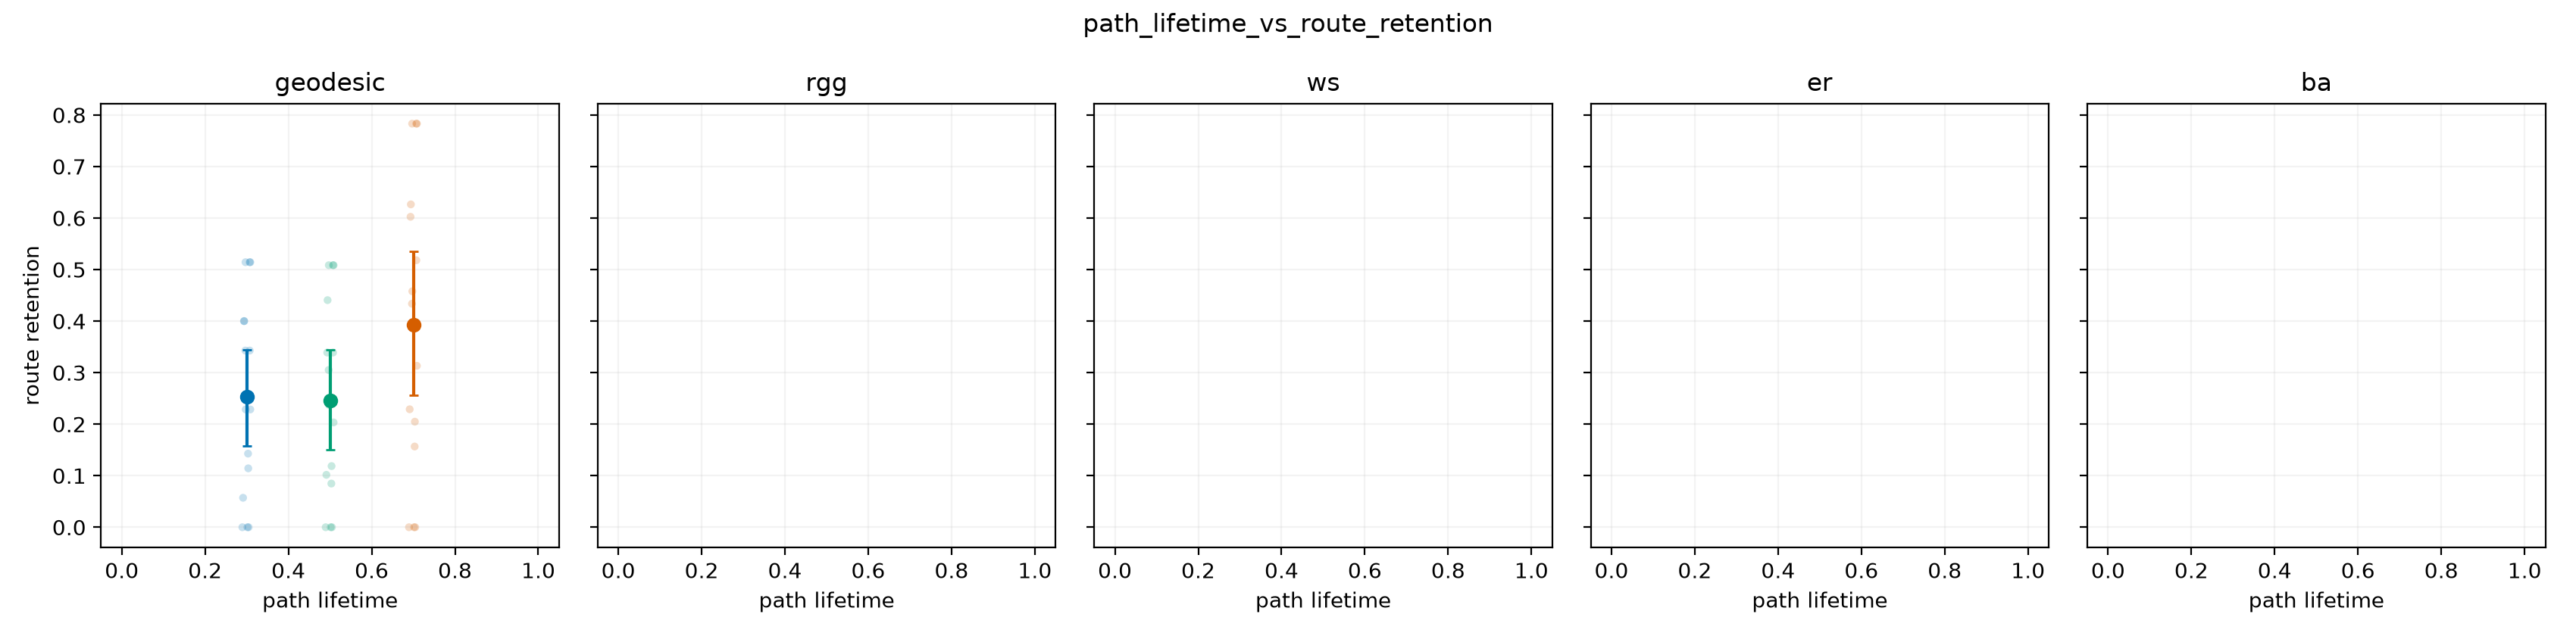 path_lifetime_vs_route_retention
geodesic
rgg
ws
er
ba
route retention
0.8
0.7
0.6
0.5
0.4
0.3
0.2
0.1
0.0
0.0 0.2 0.4 0.6 0.8 1.0
0.0 0.2 0.4 0.6 0.8 1.0
0.0 0.2 0.4 0.6 0.8 1.0
0.0 0.2 0.4 0.6 0.8 1.0
0.0 0.2 0.4 0.6 0.8 1.0
path lifetime
path lifetime
path lifetime
path lifetime
path lifetime